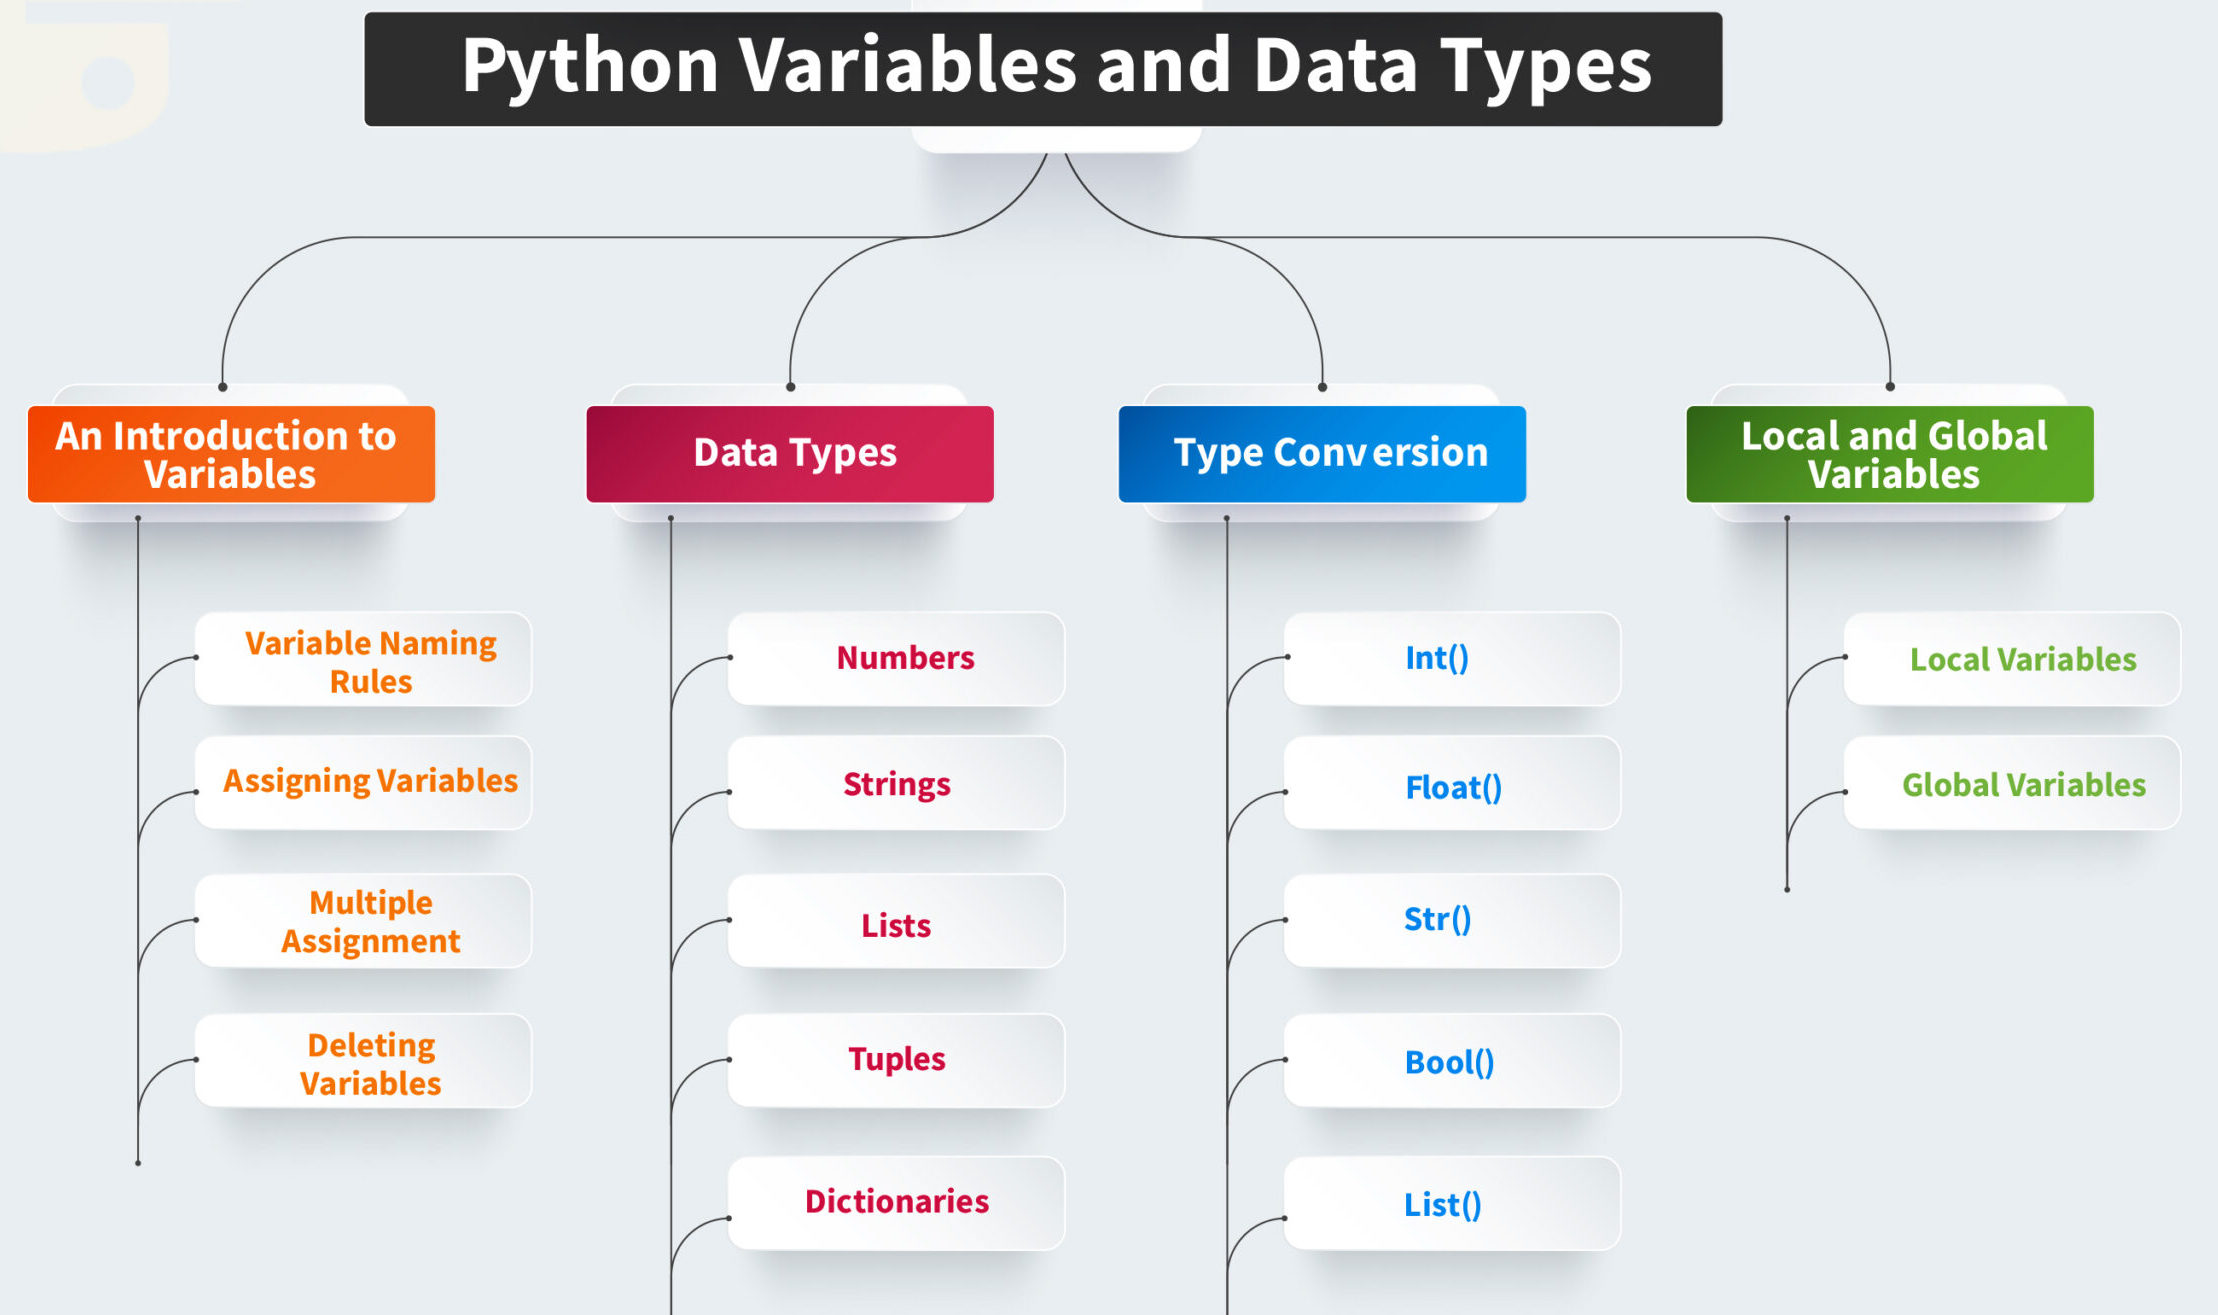 Python Variables and Data Types
An Introduction to
Variables
Variable Naming
Rules
Assigning Variables
Multiple
Assignment
Deleting
Variables
Data Types
Numbers
Strings
Lists
Tuples
Dictionaries
Type Conversion
Int()
Float()
Str()
Bool()
List()
Local and Global
Variables
Local Variables
Global Variables